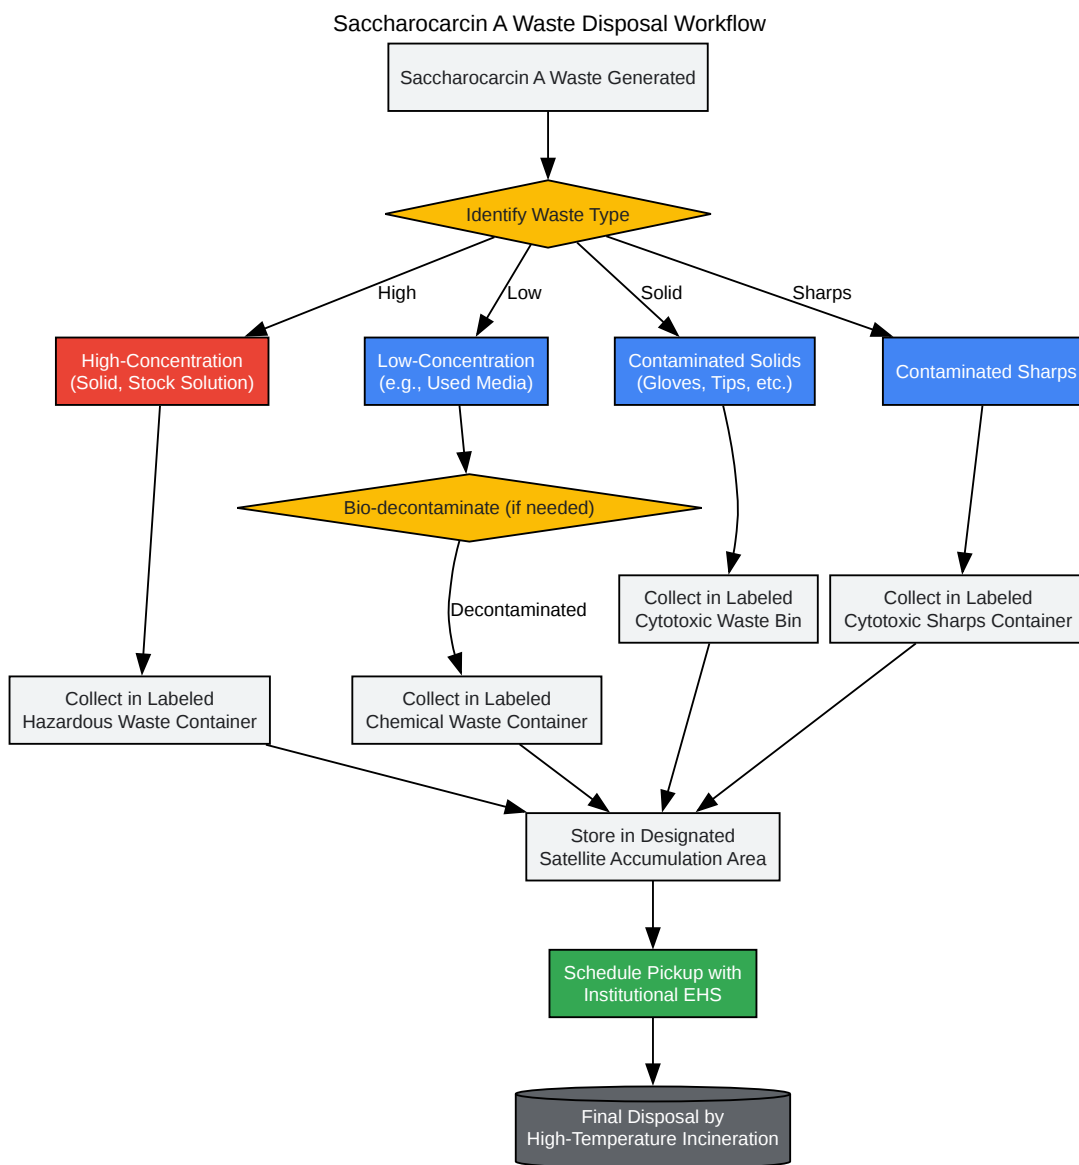 Saccharocarcin A Waste Disposal Workflow
Saccharocarcin A Waste Generated
Identify Waste Type
High
Low
Solid
Sharps
High-Concentration
(Solid, Stock Solution)
Low-Concentration
(e.g., Used Media)
Contaminated Solids
(Gloves, Tips, etc.)
Contaminated Sharps
Bio-decontaminate (if needed)
Decontaminated
Collect in Labeled
Cytotoxic Waste Bin
Collect in Labeled
Cytotoxic Sharps Container
Collect in Labeled
Hazardous Waste Container
Collect in Labeled
Chemical Waste Container
Store in Designated
Satellite Accumulation Area
Schedule Pickup with
Institutional EHS
Final Disposal by
High-Temperature Incineration